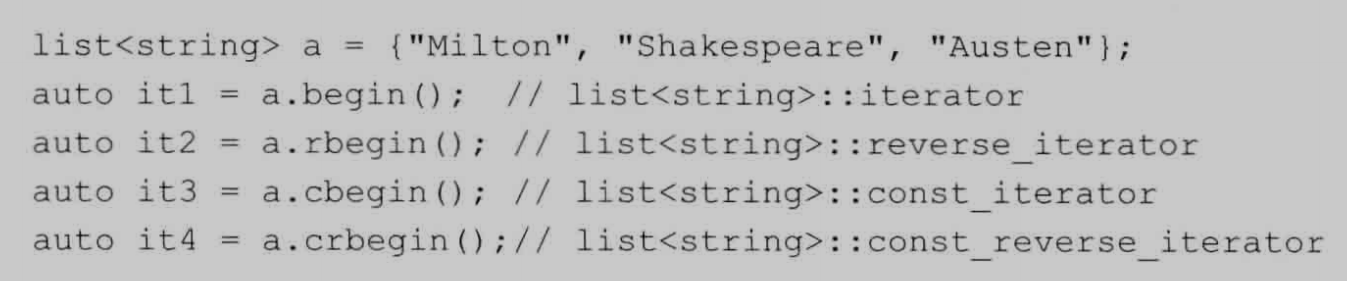 list<string> a = {"Milton", "Shakespeare", "Austen"};
auto it1 = a.begin();  // list<string>::iterator
auto it2 = a.rbegin(); // list<string>::reverse_iterator
auto it3 = a.cbegin(); // list<string>::const_iterator
auto it4 = a.crbegin();// list<string>::const_reverse_iterator